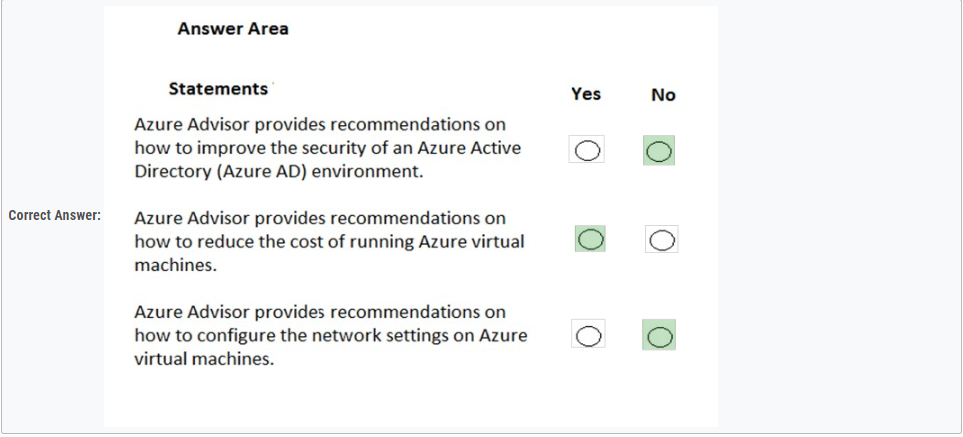 Answer Area
Statements Yes No
Azure Advisor provides recommendations on
how to improve the security of an Azure Active
Directory (Azure AD) environment.
Correct Answer:
Azure Advisor provides recommendations on
how to reduce the cost of running Azure virtual
machines.
Azure Advisor provides recommendations on
how to configure the network settings on Azure
virtual machines.